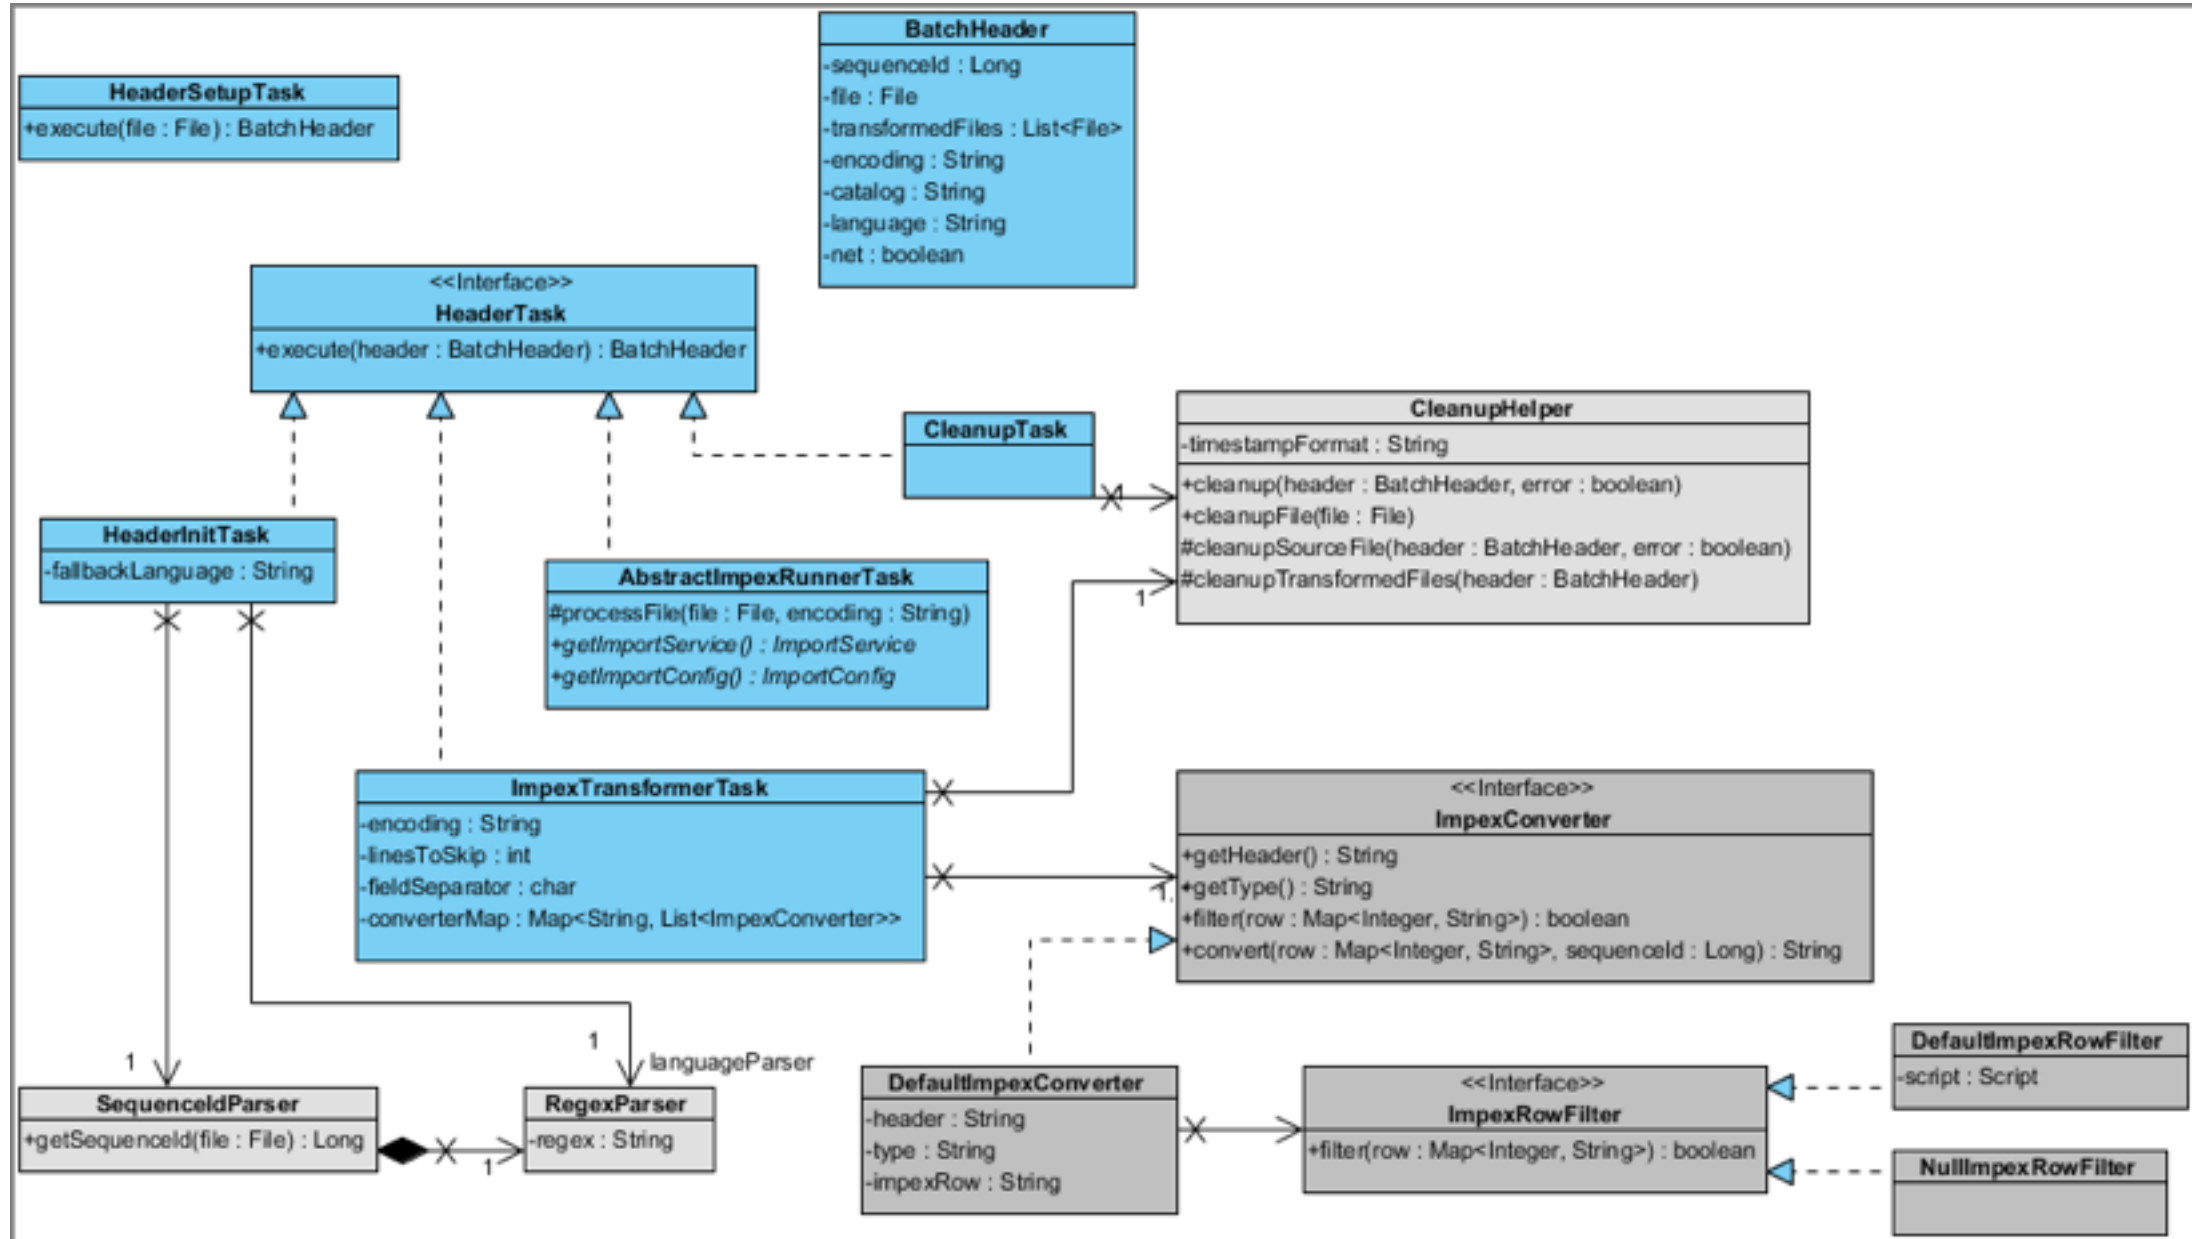 BatchHeader
-sequenceId : Long
-file : File
-transformedFiles : List<File>
-encoding : String
-catalog : String
-language : String
-net : boolean
HeaderSetupTask
+execute(file : File) : BatchHeader
<<Interface>>
HeaderTask
+execute(header : BatchHeader) : BatchHeader
CleanupTask
1
CleanupHelper
-timestampFormat : String
+cleanup(header : BatchHeader, error : boolean)
+cleanupFile(file : File)
#cleanupSourceFile(header : BatchHeader, error : boolean)
#cleanupTransformedFiles(header : BatchHeader)
1
HeaderInitTask
-fallbackLanguage : String
AbstractImpexRunnerTask
#processFile(file : File, encoding : String)
+getImportService() : ImportService
+getImportConfig() : ImportConfig
ImpexTransformerTask
-encoding : String
-linesToSkip : int
-fieldSeparator : char
-converterMap : Map<String, List<ImpexConverter>>
<<Interface>>
ImpexConverter
+getHeader() : String
+getType() : String
+filter(row : Map<Integer, String>) : boolean
+convert(row : Map<Integer, String>, sequenceId : Long) : String
1
1
languageParser
SequenceIdParser
+getSequenceId(file : File) : Long
1
RegexParser
-regex : String
DefaultImpexConverter
-header : String
-type : String
-impexRow : String
<<Interface>>
ImpexRowFilter
+filter(row : Map<Integer, String>) : boolean
DefaultImpexRowFilter
-script : Script
NullImpexRowFilter